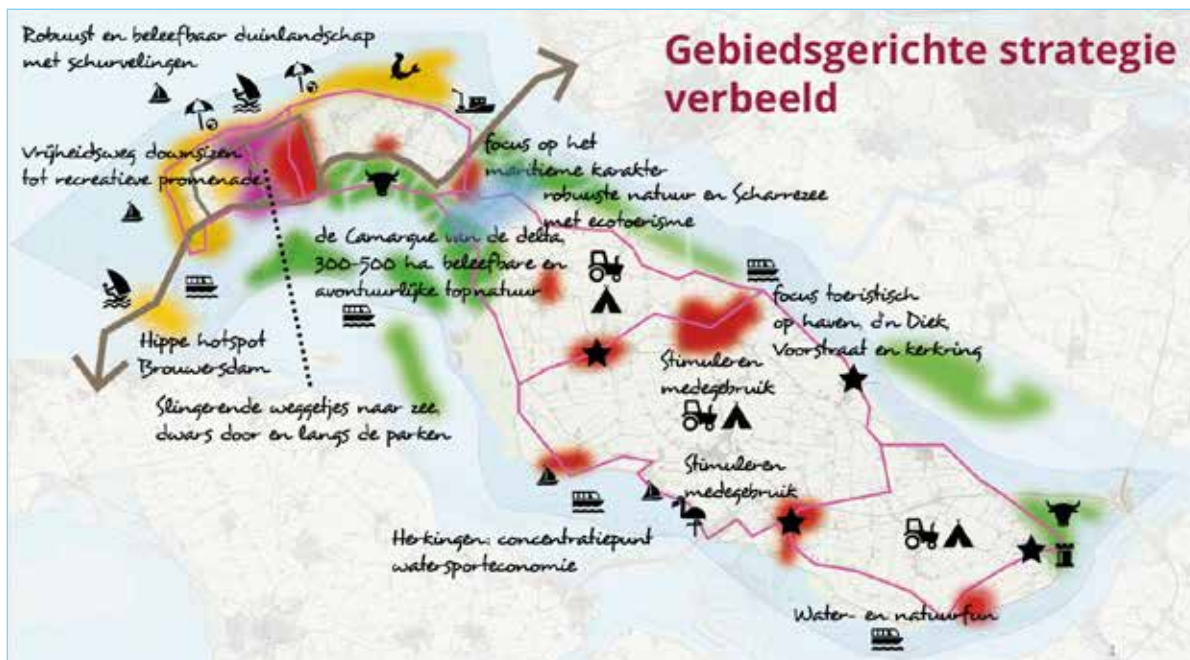 Gebiedsgerichte strategie
verbeeld
Robuust en beleefbaar duinlandschap
met schurvelingen
Vrijheidsweg downsizen
tot recreatieve promenade
focus op het
maritieme karakter
robuuste natuur en Scharrezee
met ecotoerisme
de Camargue van de delta,
300-500 ha. beleefbare en
avontuurlijke topnatuur
focus toeristisch
op haven, d'n Diek,
Voorstraat en kerkring
Hippe hotspot
Brouwersdam
Stimuleren
medegebruik
Slingerende weggetjes naar zee,
dwars door en langs de parken
Stimuleren
medegebruik
Herkingen: concentratiepunt
watersporteconomie
Water- en natuurfun